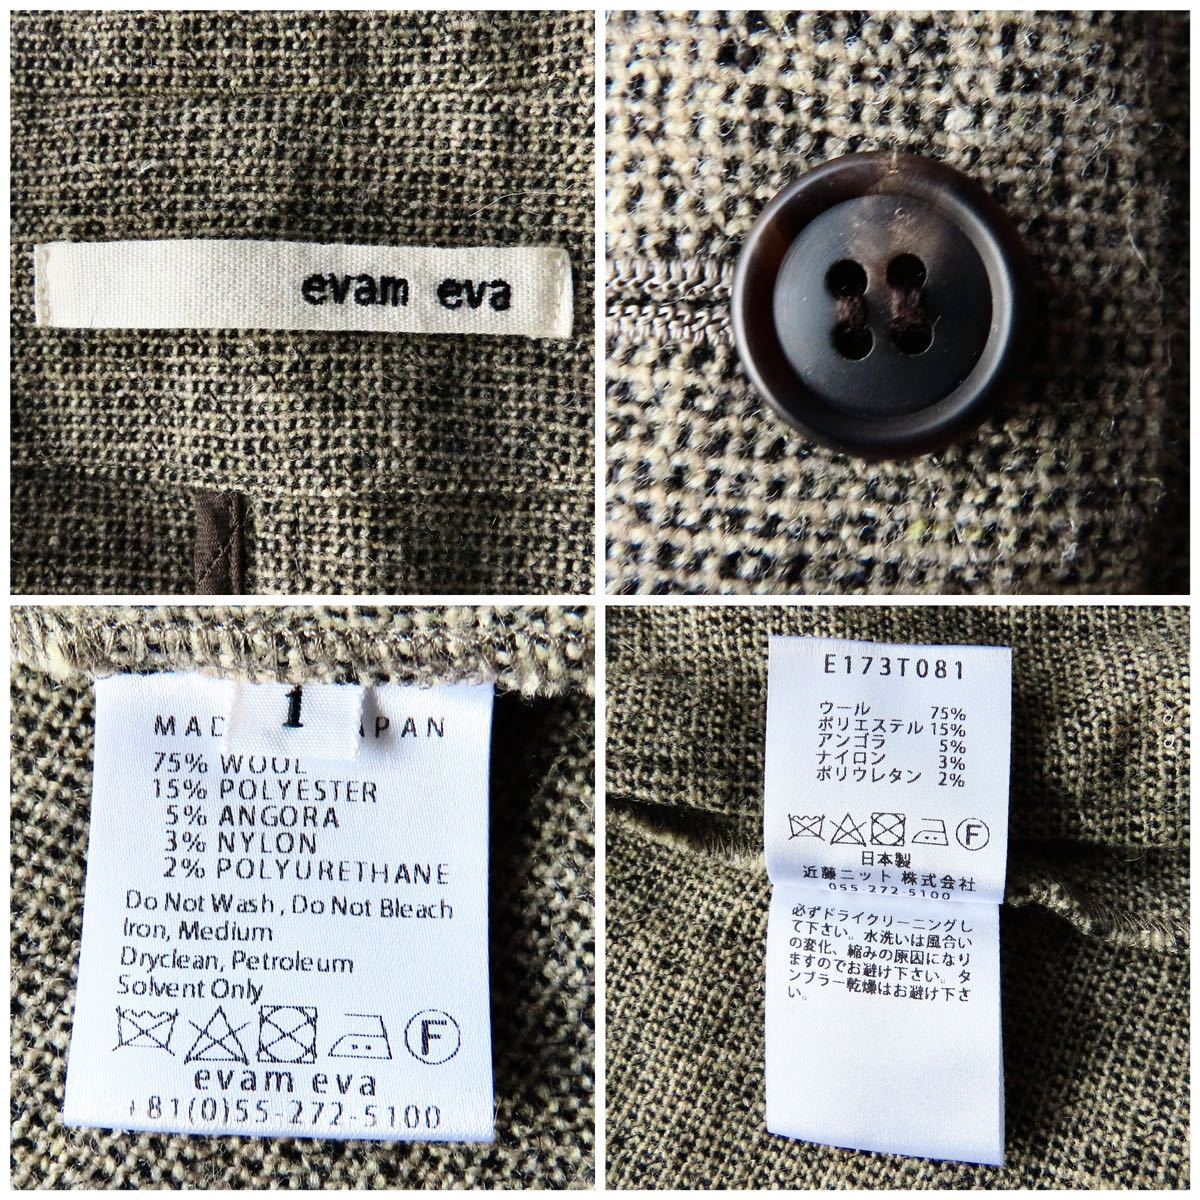 evam eva
1
75% WOOL
15% POLYESTER
5% ANGORA
3% NYLON
2% POLYURETHANE
Do Not Wash, Do Not Bleach
Iron, Medium
Dryclean, Petroleum
Solvent Only
F
evam eva
+81(0)55-272-5100
E173T081
ウール 75%
ポリエステル 15%
アンゴラ 5%
ナイロン 3%
ポリウレタン 2%
F
日本製
近藤ニット 株式会社
055-272-5100
必ずドライクリーニングし
て下さい。水洗いは風合い
の変化、縮みの原因になり
ますのでお避け下さい。タ
ンブラー乾燥はお避け下さ
い。